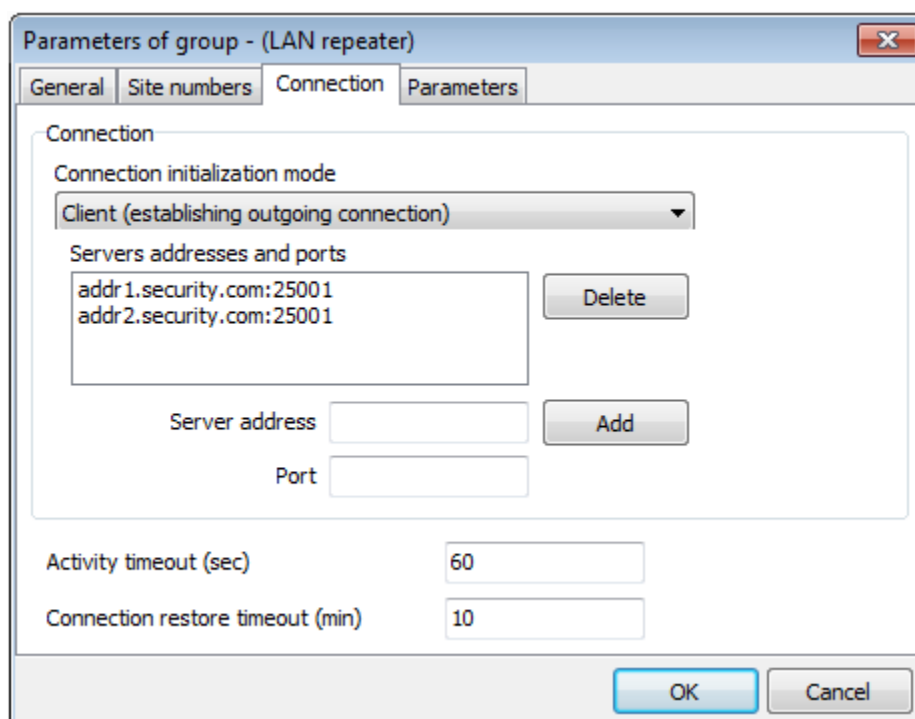 Parameters of group - (LAN repeater)
General Site numbers Connection Parameters
Connection
Connection initialization mode
Client (establishing outgoing connection)
Servers addresses and ports
addr1.security.com:25001
addr2.security.com:25001
Delete
Server address
Add
Port
Activity timeout (sec) 60
Connection restore timeout (min) 10
OK Cancel